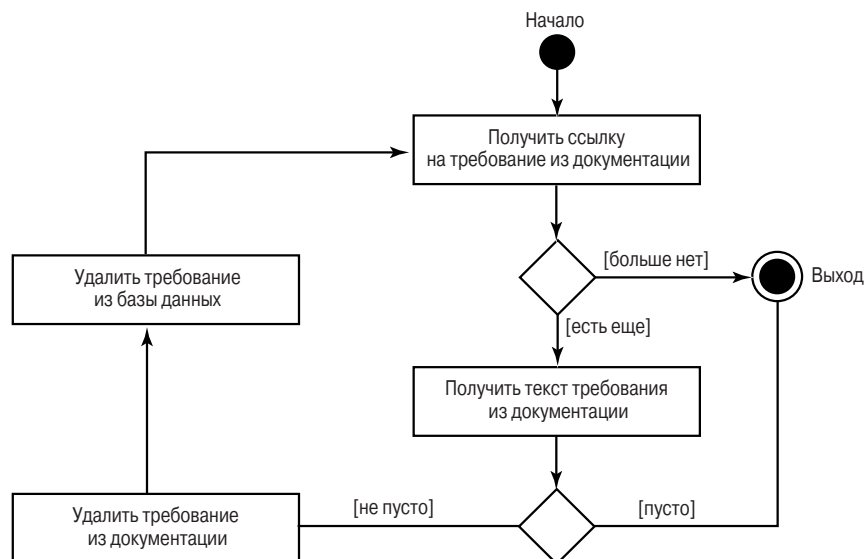 Начало
Получить ссылку
на требование из документации
[больше нет]
Выход
Удалить требование
из базы данных
[есть еще]
Получить текст требования
из документации
[не пусто]
[пусто]
Удалить требование
из документации